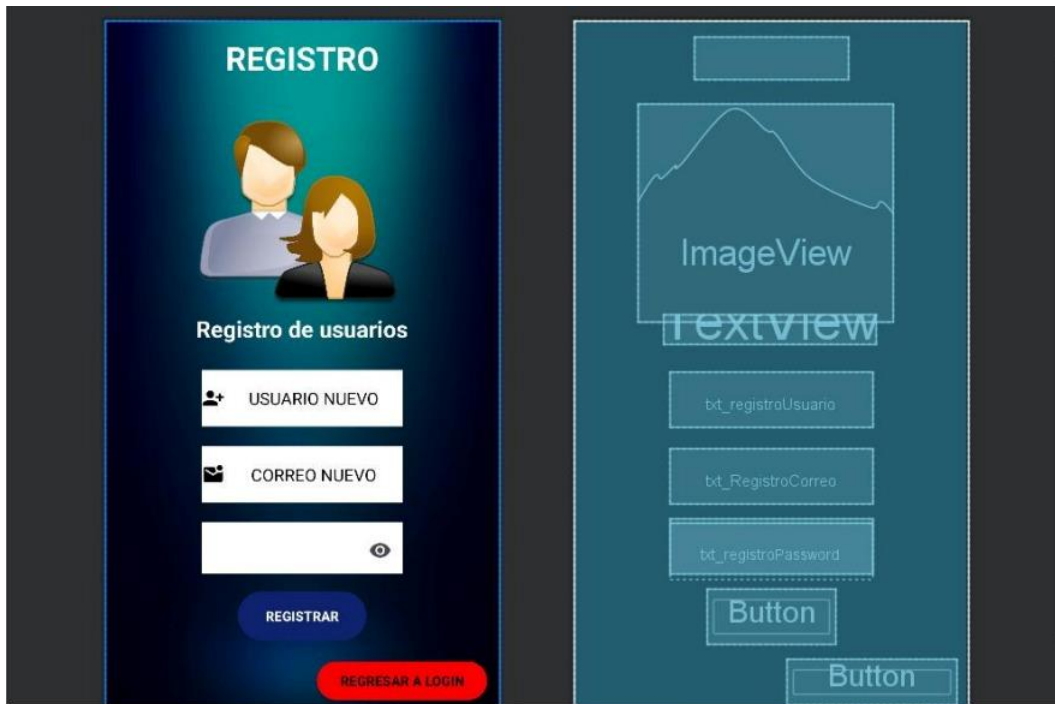 REGISTRO
Registro de usuarios
USUARIO NUEVO
CORREO NUEVO
REGISTRAR
REGRESAR A LOGIN
ImageView
TextView
txt_registroUsuario
txt_RegistroCorreo
txt_registroPassword
Button
Button